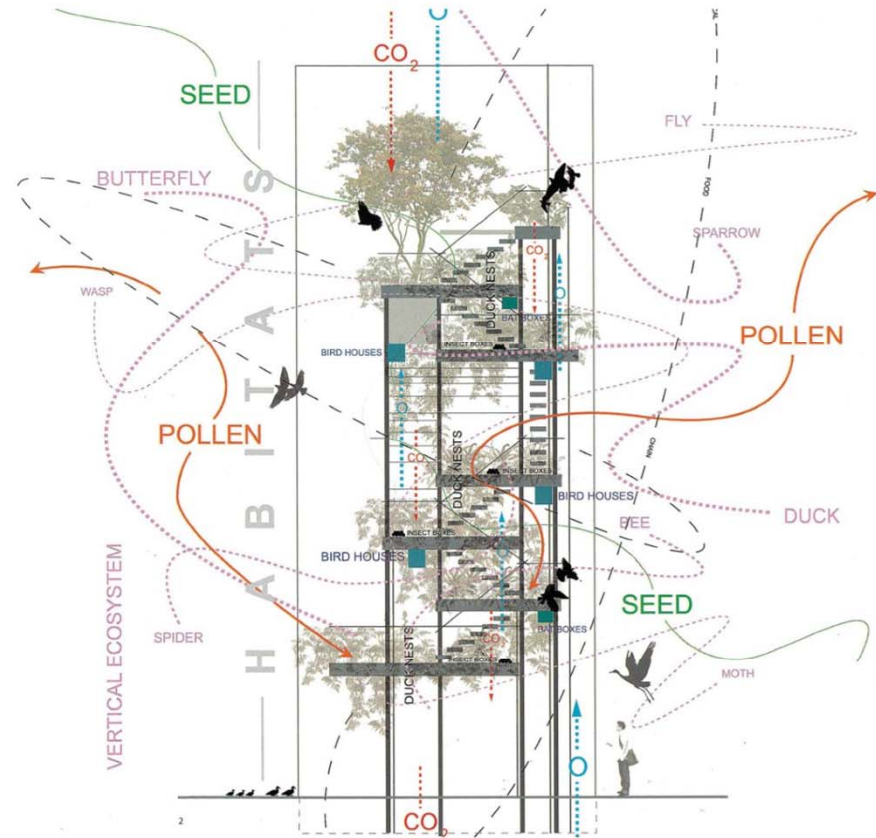 O
CO2
SEED
CAL
FLY
BUTTERFLY
FOOD
HABITATS
CO2
SPARROW
WASP
DUCK NESTS
O
BAT BOXES
POLLEN
INSECT BOXES
BIRD HOUSES
O
POLLEN
CO2
DUCK NESTS
CHAIN
INSECT BOXES
BIRD HOUSES
DUCK
BEE
INSECT BOXES
BIRD HOUSES
O
SEED
VERTICAL ECOSYSTEM
SPIDER
BAT BOXES
CO2
DUCK NESTS
INSECT BOXES
MOTH
O
2
CO2